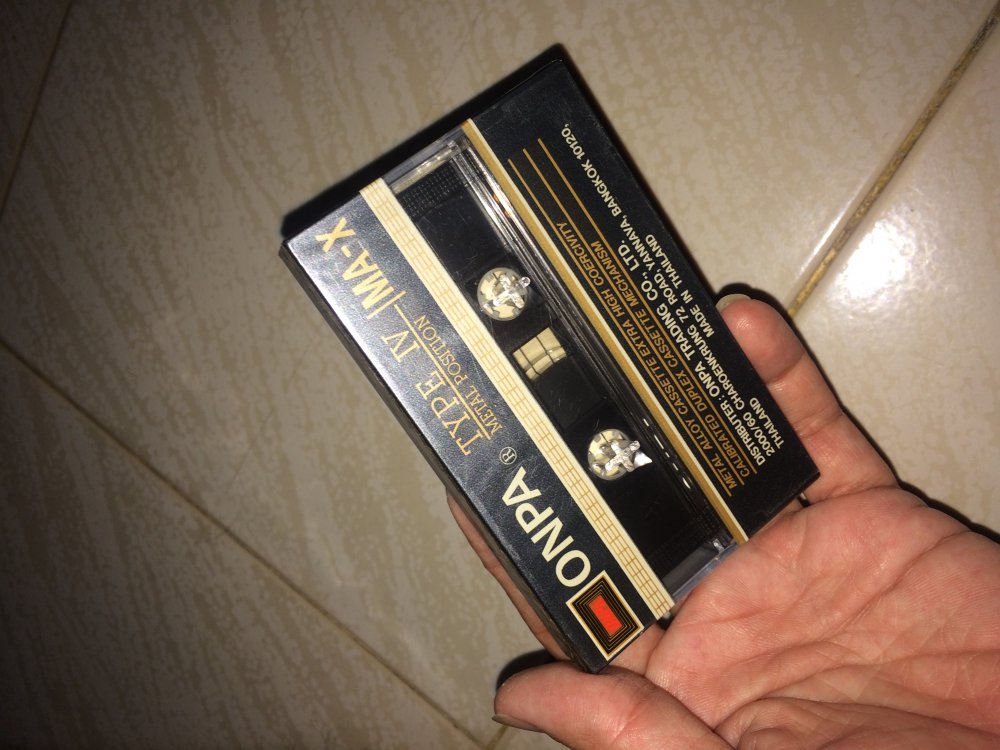 ONPA ® TYPE IV MA-X
METAL POSITION
METAL ALLOY CASSETTE EXTRA HIGH COERCIVITY
CALIBRATED DUPLEX CASSETTE MECHANISM
DISTRIBUTER: ONPA TRADING CO., LTD.
2000/60 CHAROENKRUNG 72 ROAD, YANNAVA, BANGKOK 10120,
THAILAND
MADE IN THAILAND